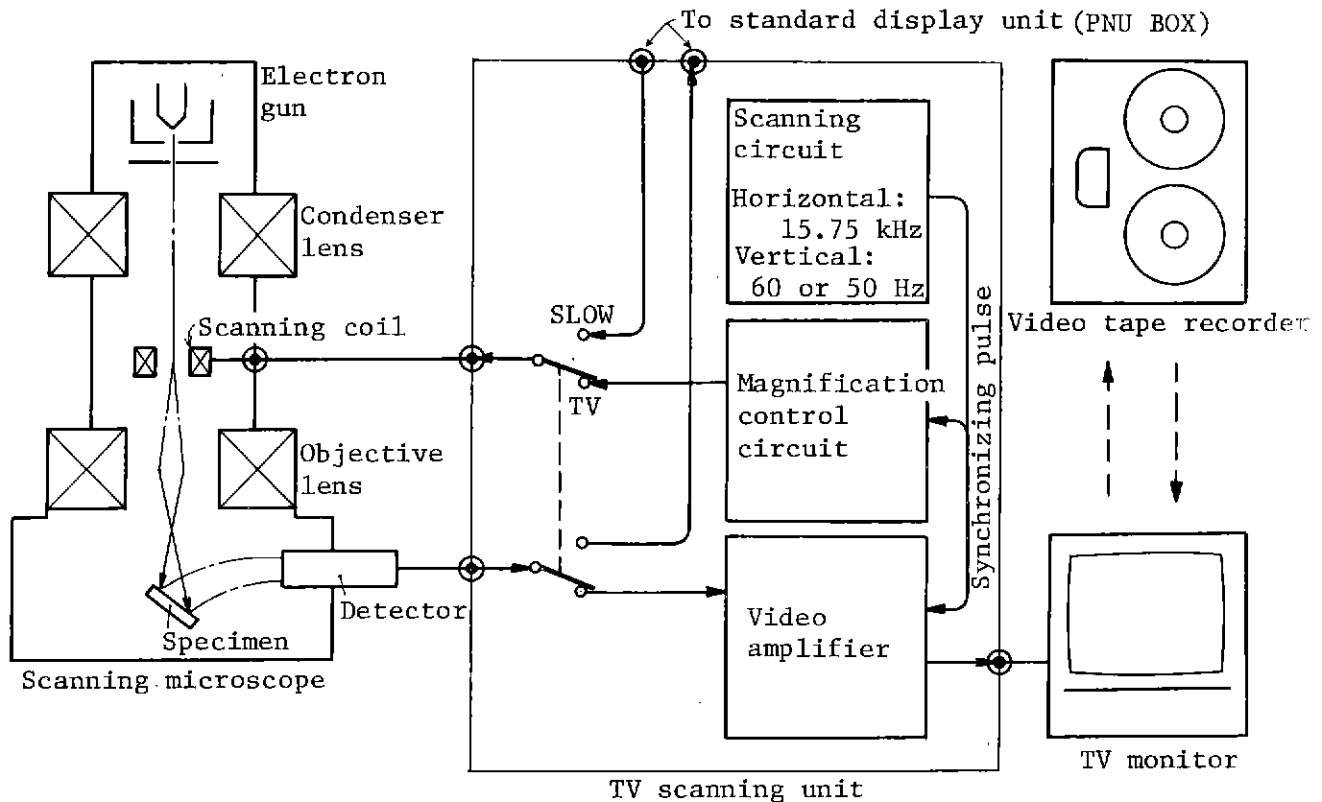 To standard display unit (PNU BOX)
Electron
gun
Scanning
circuit
Horizontal:
15.75 kHz
Vertical:
60 or 50 Hz
Condenser
lens
Scanning coil
SLOW
TV
Video tape recorder
Magnification
control
circuit
Synchronizing pulse
Objective
lens
Detector
Specimen
Video
amplifier
Scanning microscope
TV monitor
TV scanning unit